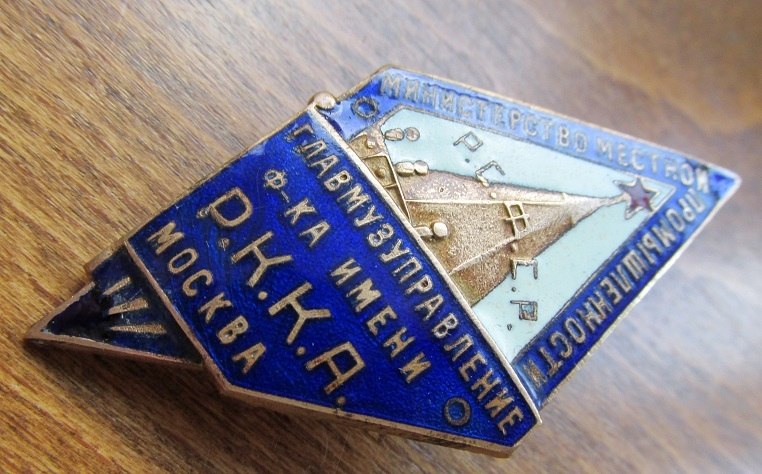 МИНИСТЕРСТВО МЕСТНОЙ
ПРОМЫШЛЕННОСТИ
Р.С.Ф.С.Р.
ГЛАВМУЗУПРАВЛЕНИЕ
Ф-КА ИМЕНИ
Р.К.К.А.
МОСКВА